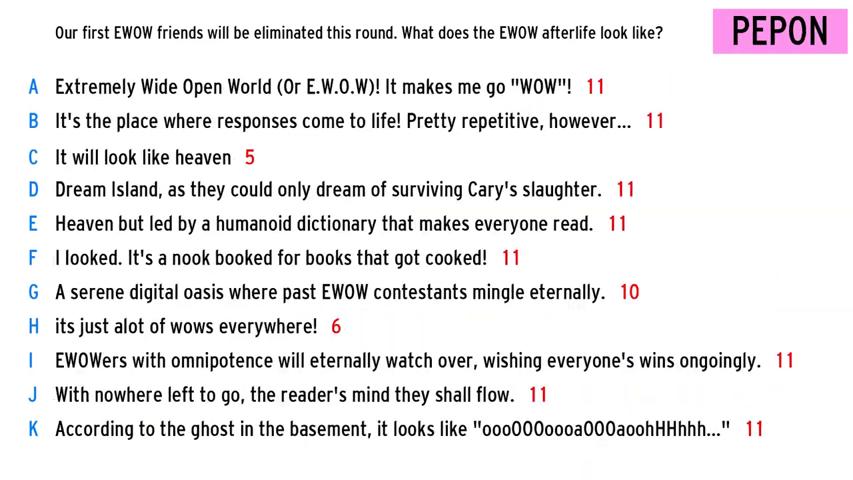 Our first EWOW friends will be eliminated this round. What does the EWOW afterlife look like?
PEPON
A Extremely Wide Open World (Or E.W.O.W)! It makes me go "WOW"! 11
B It's the place where responses come to life! Pretty repetitive, however... 11
C It will look like heaven 5
D Dream Island, as they could only dream of surviving Cary's slaughter. 11
E Heaven but led by a humanoid dictionary that makes everyone read. 11
F I looked. It's a nook booked for books that got cooked! 11
G A serene digital oasis where past EWOW contestants mingle eternally. 10
H its just alot of wows everywhere! 6
I EWOWers with omnipotence will eternally watch over, wishing everyone's wins ongoingly. 11
J With nowhere left to go, the reader's mind they shall flow. 11
K According to the ghost in the basement, it looks like "oooOOOoooaOOOaoohHHhhh..." 11